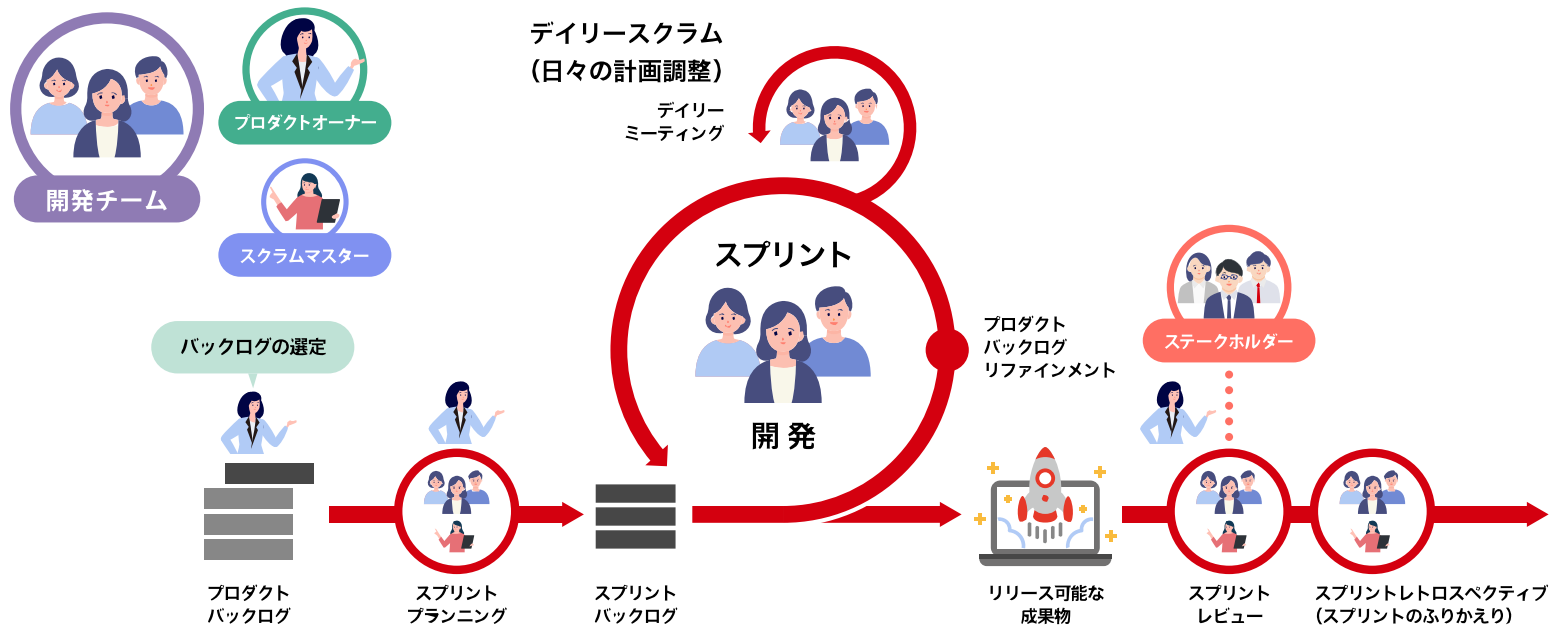 開発チーム
プロダクトオーナー
スクラムマスター
デイリースクラム
（日々の計画調整）
デイリー
ミーティング
スプリント
開発
プロダクト
バックログ
リファインメント
ステークホルダー
バックログの選定
プロダクト
バックログ
スプリント
プランニング
スプリント
バックログ
リリース可能な
成果物
スプリント
レビュー
スプリントレトロスペクティブ
（スプリントのふりかえり）